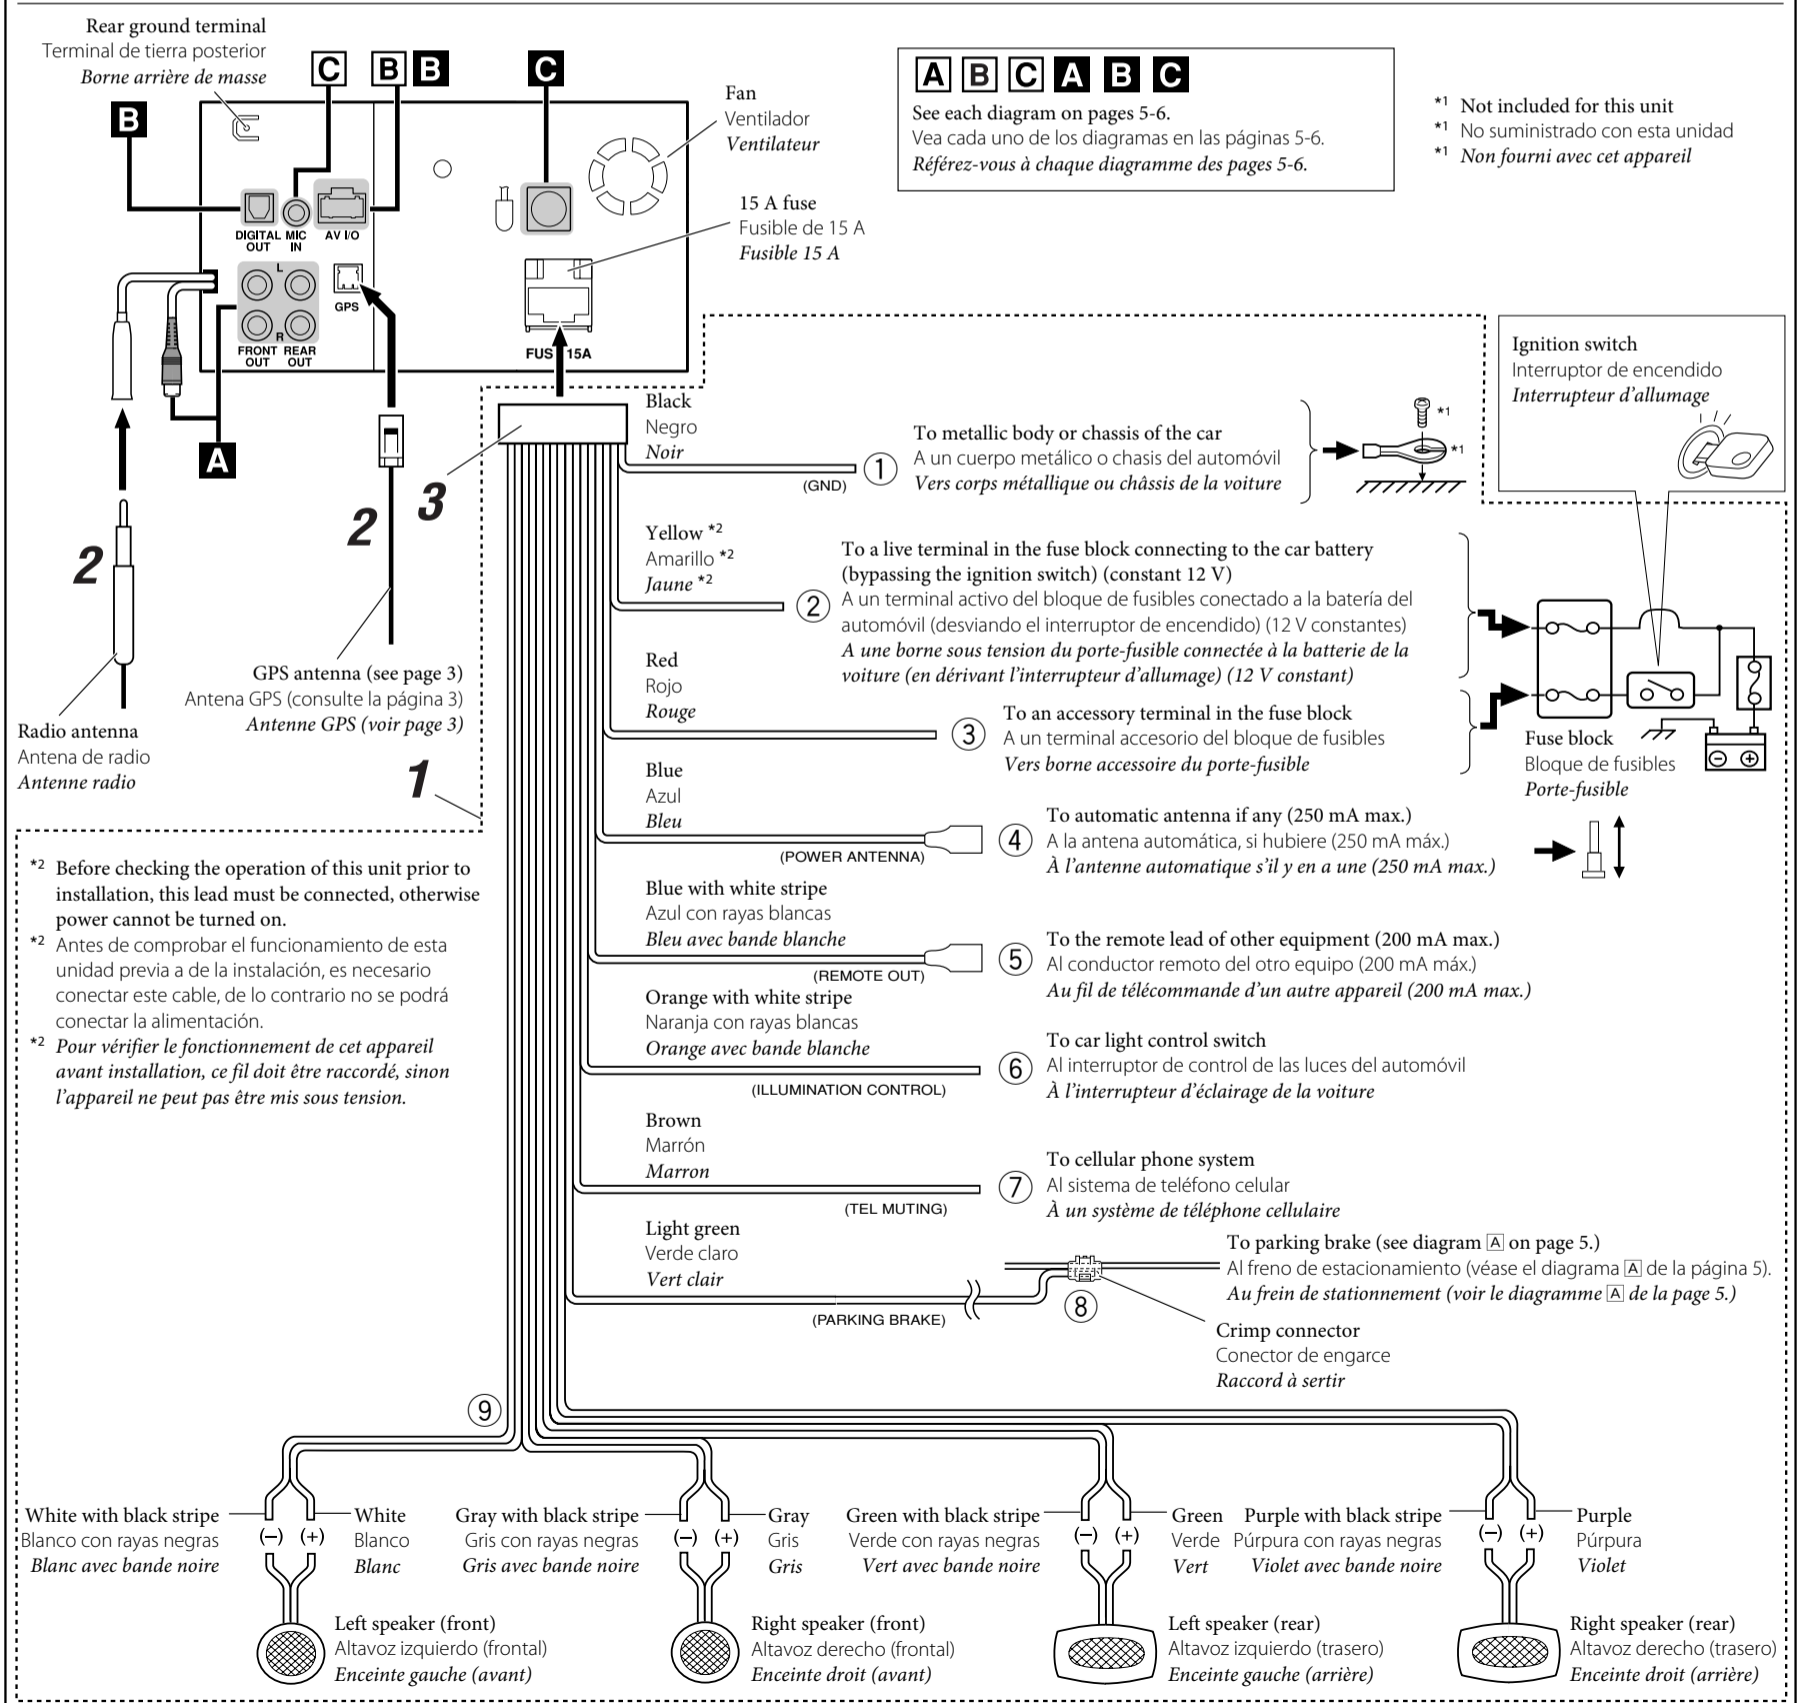 Rear ground terminal
Terminal de tierra posterior
Borne arrière de masse
C
B B
C
B
Fan
Ventilador
Ventilateur
A B C A B C
See each diagram on pages 5-6.
Vea cada uno de los diagramas en las páginas 5-6.
Référez-vous à chaque diagramme des pages 5-6.
*1 Not included for this unit
*1 No suministrado con esta unidad
*1 Non fourni avec cet appareil
15 A fuse
Fusible de 15 A
Fusible 15 A
DIGITAL OUT
MIC IN
AV I/O
L
R
GPS
FRONT OUT
REAR OUT
FUS 15A
A
Ignition switch
Interruptor de encendido
Interrupteur d'allumage
Black
Negro
Noir
(GND)
①
To metallic body or chassis of the car
A un cuerpo metálico o chasis del automóvil
Vers corps métallique ou châssis de la voiture
*1
*1
3
2
2
Yellow *2
Amarillo *2
Jaune *2
②
To a live terminal in the fuse block connecting to the car battery
(bypassing the ignition switch) (constant 12 V)
A un terminal activo del bloque de fusibles conectado a la batería del
automóvil (desviando el interruptor de encendido) (12 V constantes)
A une borne sous tension du porte-fusible connectée à la batterie de la
voiture (en dérivant l'interrupteur d'allumage) (12 V constant)
GPS antenna (see page 3)
Antena GPS (consulte la página 3)
Antenne GPS (voir page 3)
Radio antenna
Antena de radio
Antenne radio
1
Red
Rojo
Rouge
③
To an accessory terminal in the fuse block
A un terminal accesorio del bloque de fusibles
Vers borne accessoire du porte-fusible
Fuse block
Bloque de fusibles
Porte-fusible
Blue
Azul
Bleu
(POWER ANTENNA)
④
To automatic antenna if any (250 mA max.)
A la antena automática, si hubiere (250 mA máx.)
À l'antenne automatique s'il y en a une (250 mA max.)
*2 Before checking the operation of this unit prior to
installation, this lead must be connected, otherwise
power cannot be turned on.
*2 Antes de comprobar el funcionamiento de esta
unidad previa a de la instalación, es necesario
conectar este cable, de lo contrario no se podrá
conectar la alimentación.
*2 Pour vérifier le fonctionnement de cet appareil
avant installation, ce fil doit être raccordé, sinon
l'appareil ne peut pas être mis sous tension.
Blue with white stripe
Azul con rayas blancas
Bleu avec bande blanche
(REMOTE OUT)
⑤
To the remote lead of other equipment (200 mA max.)
Al conductor remoto del otro equipo (200 mA máx.)
Au fil de télécommande d'un autre appareil (200 mA max.)
Orange with white stripe
Naranja con rayas blancas
Orange avec bande blanche
(ILLUMINATION CONTROL)
⑥
To car light control switch
Al interruptor de control de las luces del automóvil
À l'interrupteur d'éclairage de la voiture
Brown
Marrón
Marron
(TEL MUTING)
⑦
To cellular phone system
Al sistema de teléfono celular
À un système de téléphone cellulaire
Light green
Verde claro
Vert clair
(PARKING BRAKE)
⑧
To parking brake (see diagram A on page 5.)
Al freno de estacionamiento (véase el diagrama A de la página 5).
Au frein de stationnement (voir le diagramme A de la page 5.)
Crimp connector
Conector de engarce
Raccord à sertir
⑨
White with black stripe
Blanco con rayas negras
Blanc avec bande noire
(−) (+)
White
Blanco
Blanc
Gray with black stripe
Gris con rayas negras
Gris avec bande noire
(−) (+)
Gray
Gris
Gris
Green with black stripe
Verde con rayas negras
Vert avec bande noire
(−) (+)
Green
Verde
Vert
Purple with black stripe
Púrpura con rayas negras
Violet avec bande noire
(−) (+)
Purple
Púrpura
Violet
Left speaker (front)
Altavoz izquierdo (frontal)
Enceinte gauche (avant)
Right speaker (front)
Altavoz derecho (frontal)
Enceinte droit (avant)
Left speaker (rear)
Altavoz izquierdo (trasero)
Enceinte gauche (arrière)
Right speaker (rear)
Altavoz derecho (trasero)
Enceinte droit (arrière)